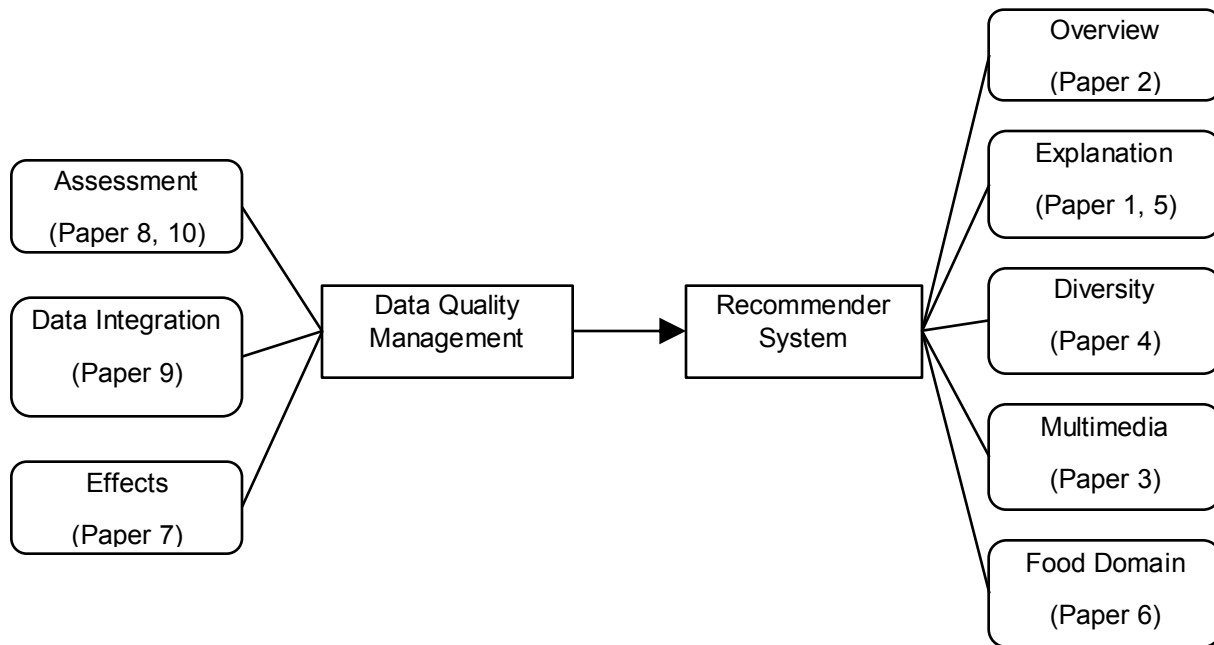 Assessment
(Paper 8, 10)
Data Integration
(Paper 9)
Effects
(Paper 7)
Data Quality
Management
Recommender
System
Overview
(Paper 2)
Explanation
(Paper 1, 5)
Diversity
(Paper 4)
Multimedia
(Paper 3)
Food Domain
(Paper 6)